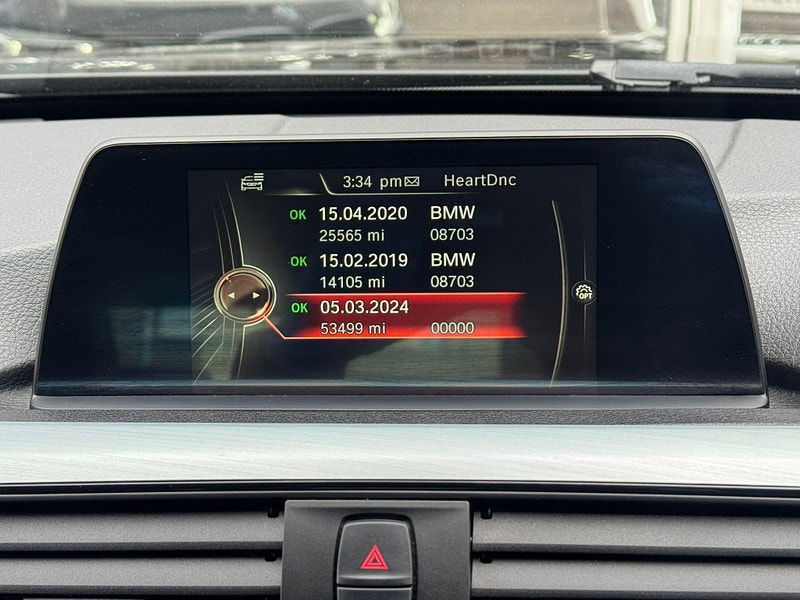 3:34 pm HeartDnc
OK 15.04.2020 BMW
25565 mi 08703
OK 15.02.2019 BMW
14105 mi 08703
OK 05.03.2024
53499 mi 00000
OPT